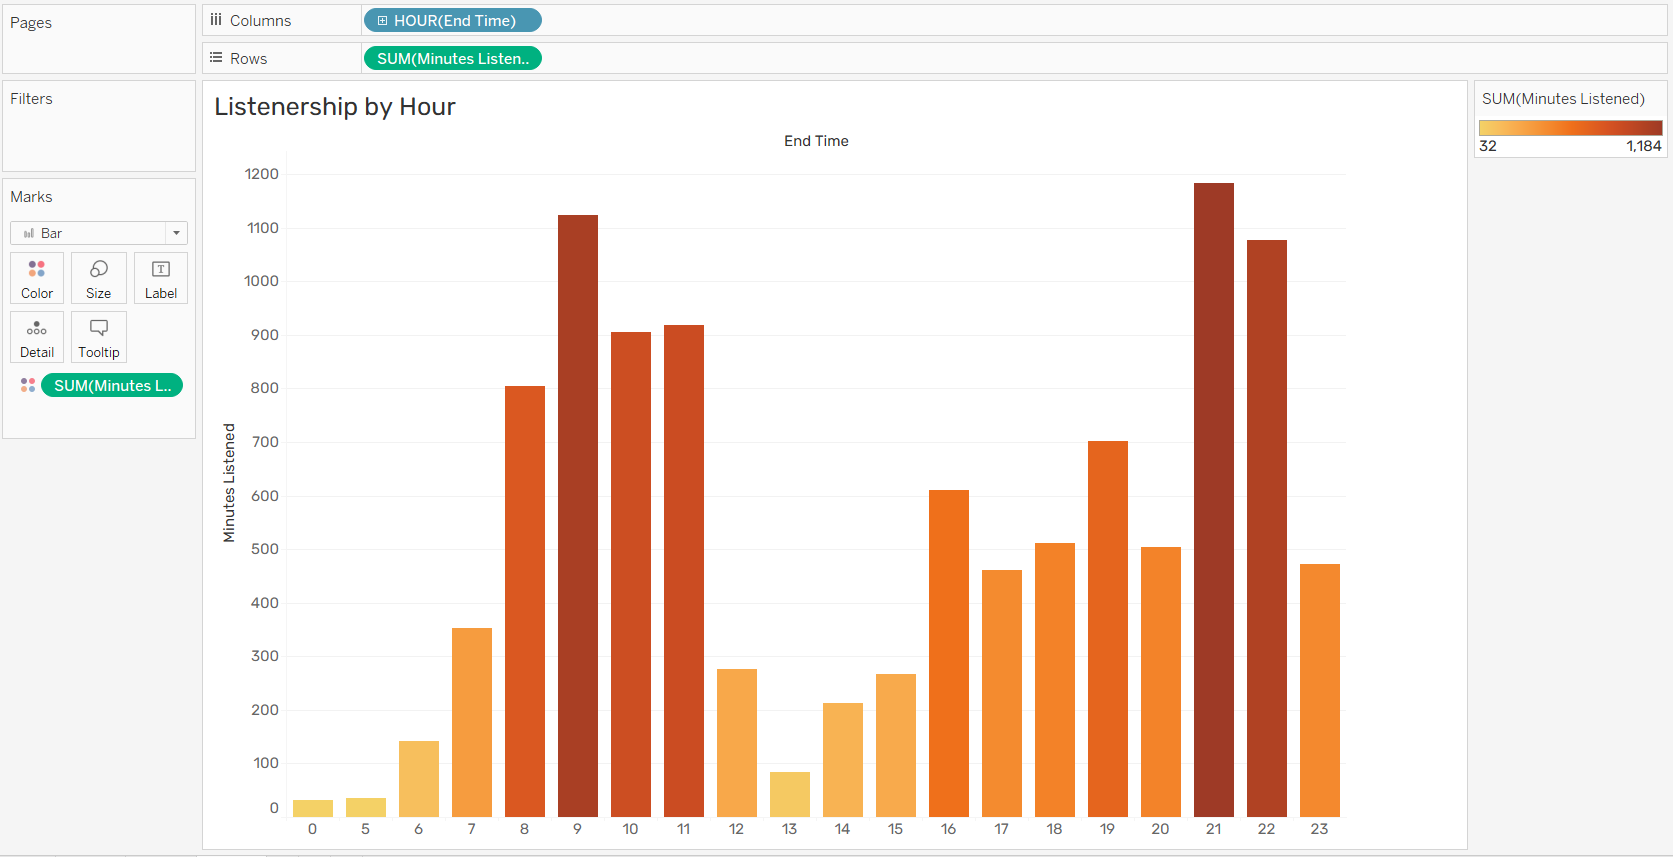 Pages
Columns
HOUR(End Time)
Rows
SUM(Minutes Listen..
Filters
Marks
Bar
Color
Size
Label
Detail
Tooltip
SUM(Minutes L..
Listenership by Hour
End Time
Minutes Listened
1200
1100
1000
900
800
700
600
500
400
300
200
100
0
0 5 6 7 8 9 10 11 12 13 14 15 16 17 18 19 20 21 22 23
SUM(Minutes Listened)
32 1,184